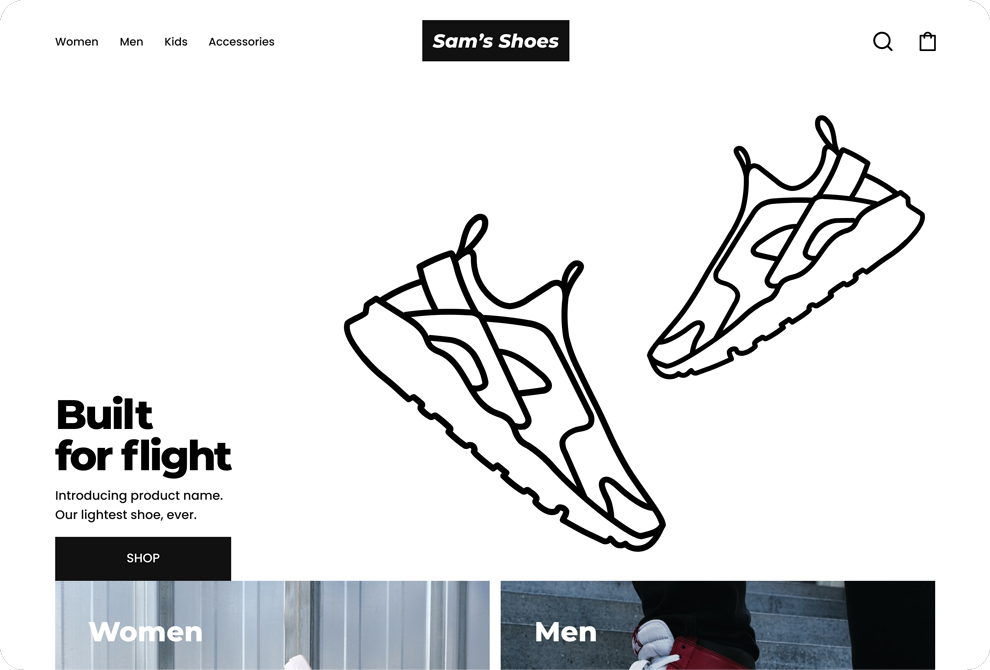 Women Men Kids Accessories
Sam's Shoes
Built
for flight
Introducing product name.
Our lightest shoe, ever.
SHOP
Women
Men